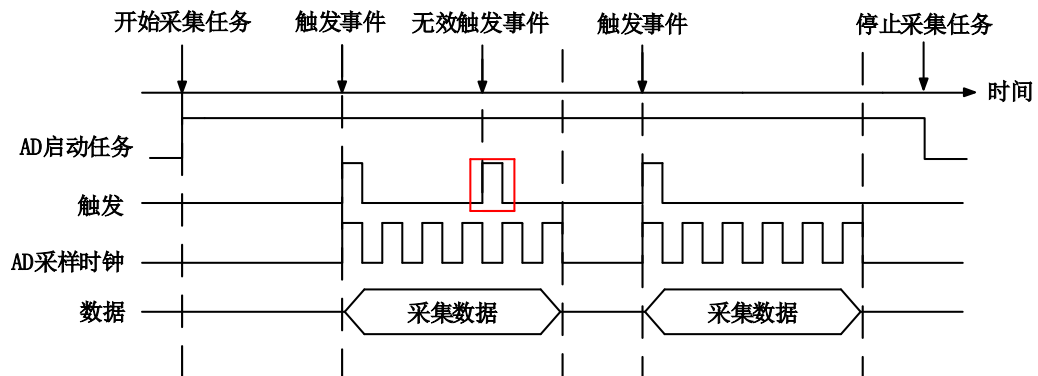 开始采集任务
触发事件
无效触发事件
触发事件
停止采集任务
时间
AD启动任务
触发
AD采样时钟
数据
采集数据
采集数据